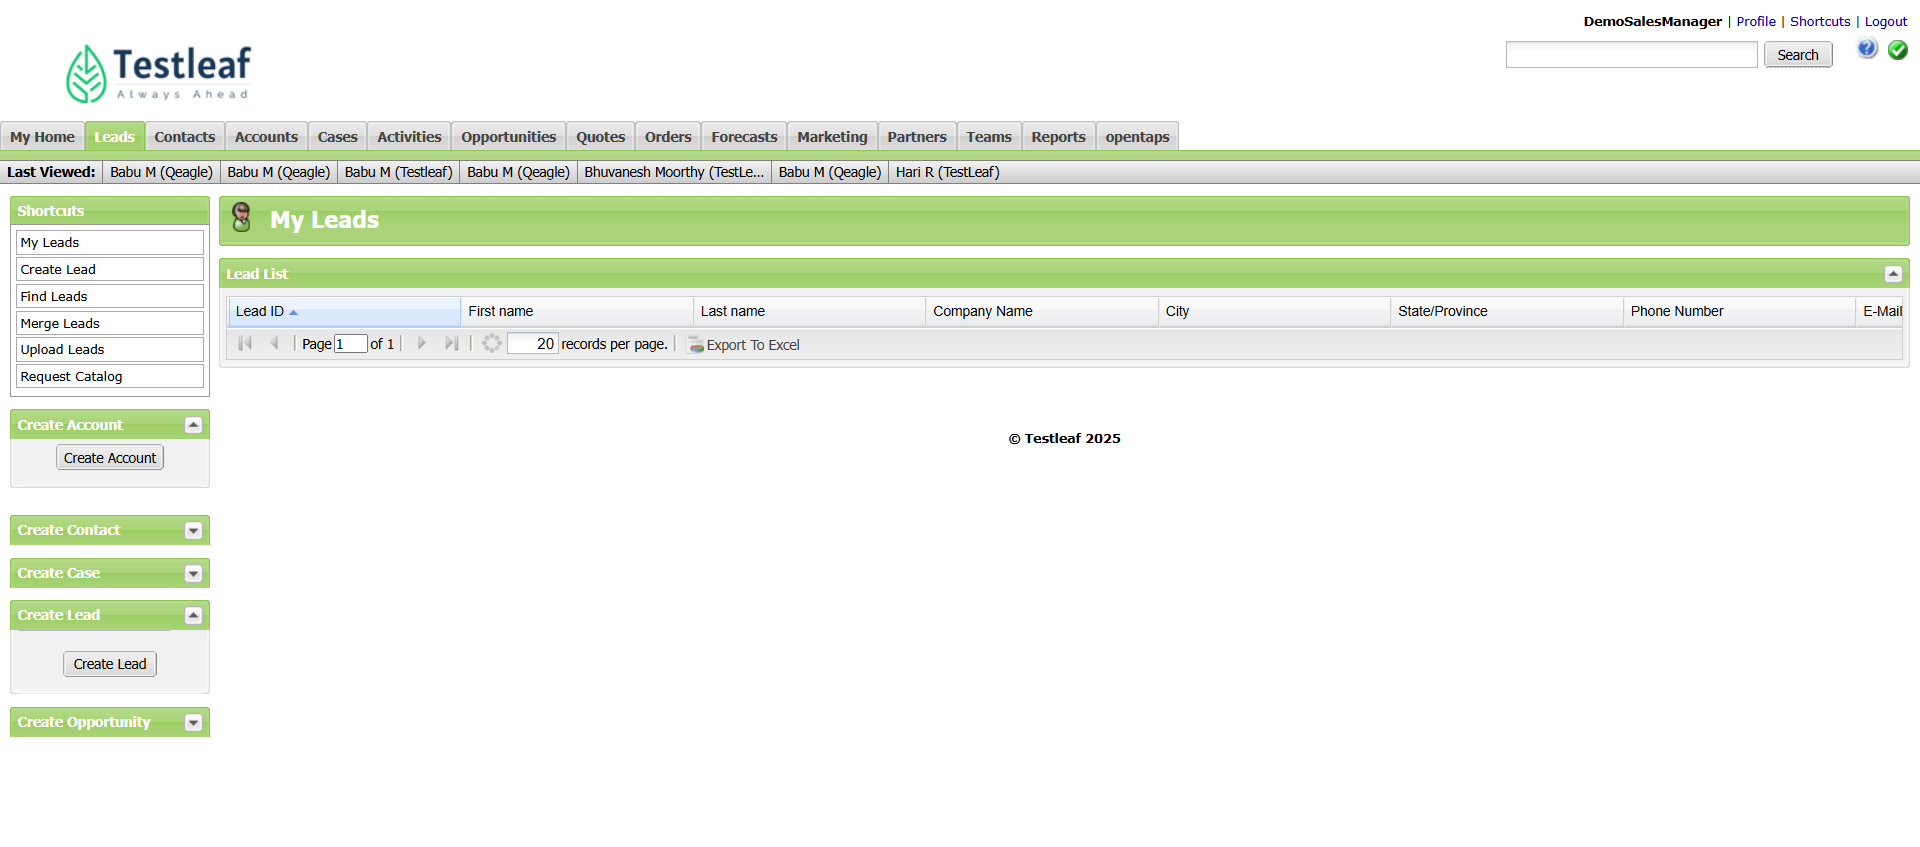 DemoSalesManager | Profile | Shortcuts | Logout
Search
Testleaf
Always Ahead
My Home Leads Contacts Accounts Cases Activities Opportunities Quotes Orders Forecasts Marketing Partners Teams Reports opentaps
Last Viewed: Babu M (Qeagle) Babu M (Qeagle) Babu M (Testleaf) Babu M (Qeagle) Bhuvanesh Moorthy (TestLe... Babu M (Qeagle) Hari R (TestLeaf)
Shortcuts
My Leads
Create Lead
Find Leads
Merge Leads
Upload Leads
Request Catalog
Create Account
Create Account
Create Contact
Create Case
Create Lead
Create Lead
Create Opportunity
My Leads
Lead List
Lead ID First name Last name Company Name City State/Province Phone Number E-Mail
Page 1 of 1 20 records per page. Export To Excel
© Testleaf 2025